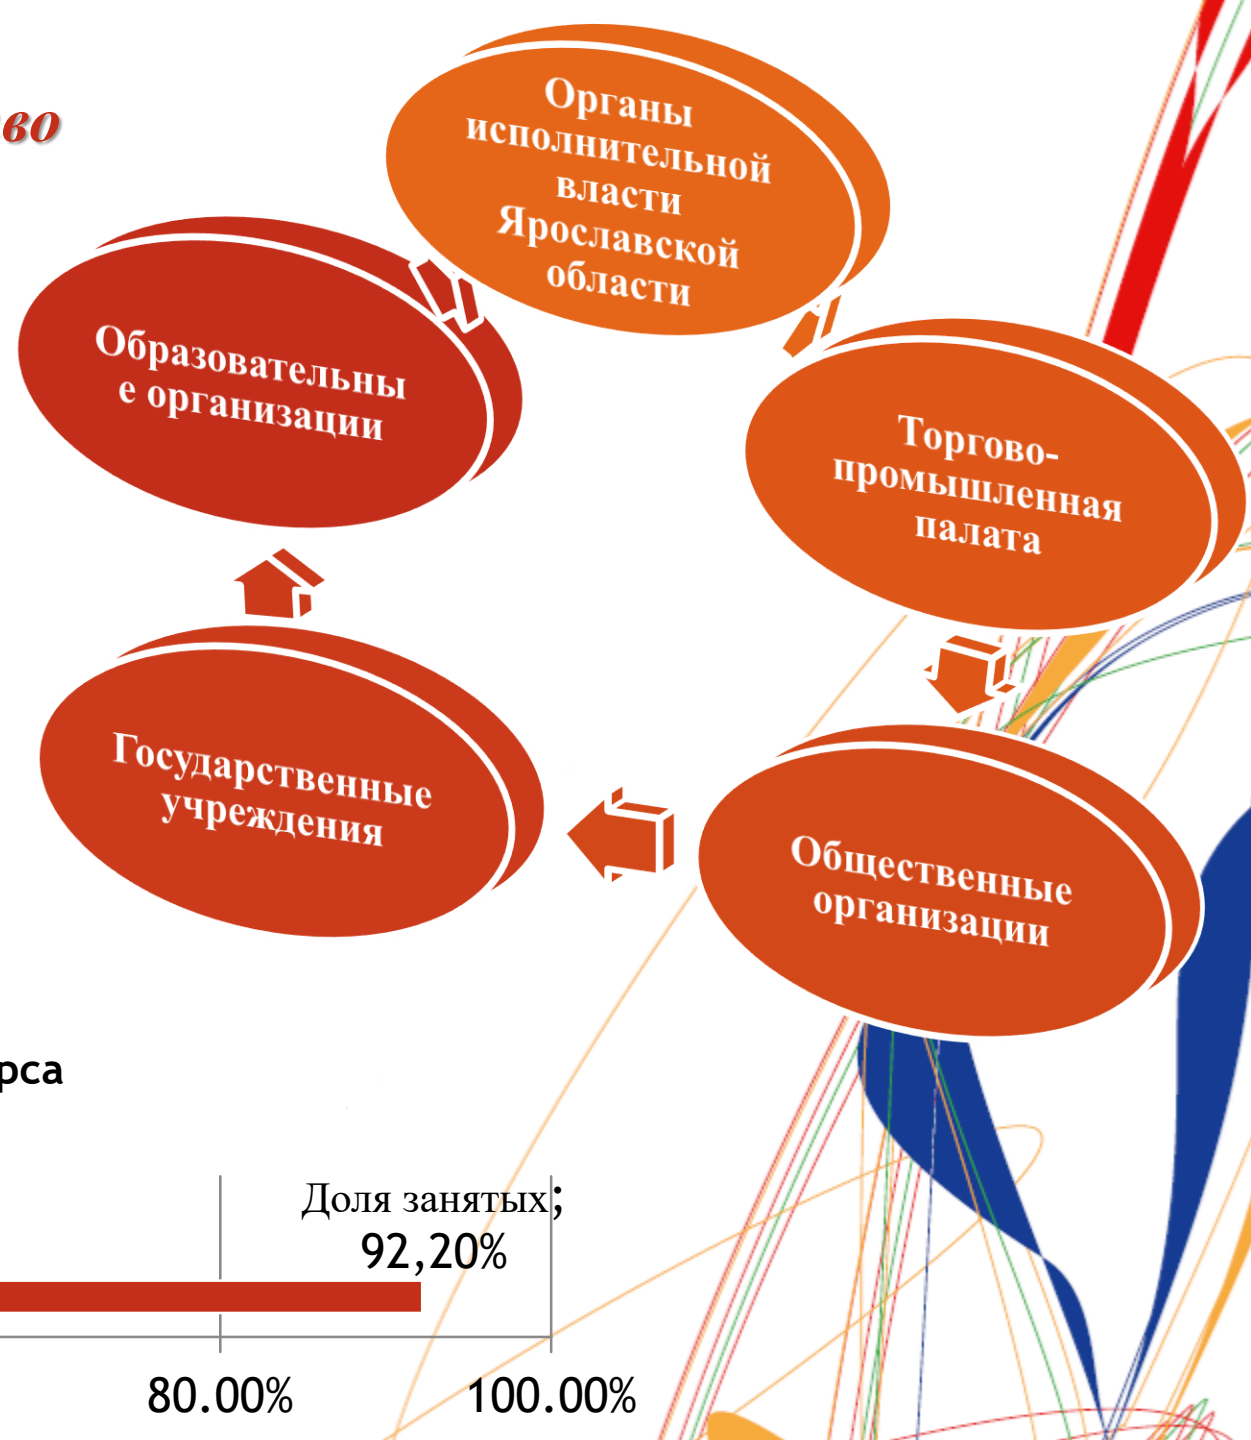 во
Органы
исполнительной
власти
Ярославской
области
Образовательны
е организации
Торгово-
промышленная
палата
Государственные
учреждения
Общественные
организации
рса
Доля занятых;
92,20%
80.00%
100.00%